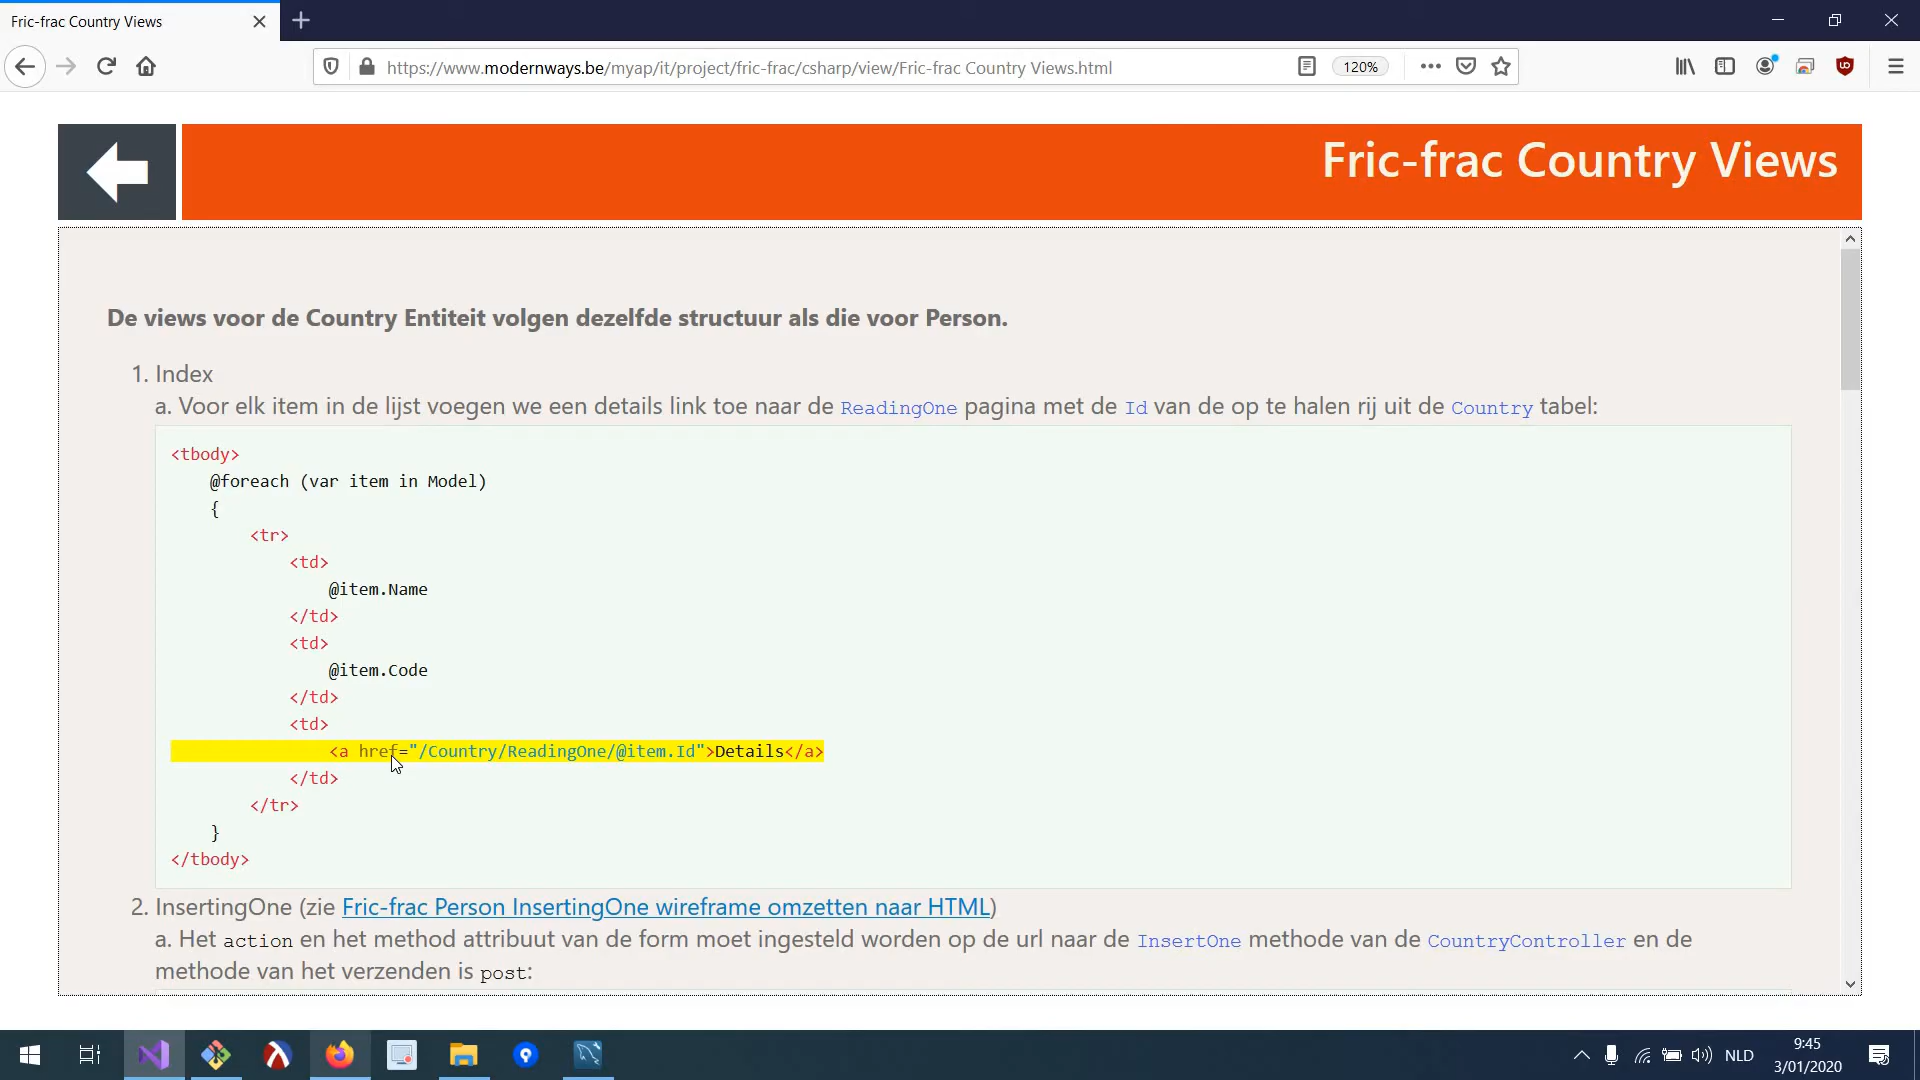 Fric-frac Country Views
https://www.modernways.be/myap/it/project/fric-frac/csharp/view/Fric-frac Country Views.html
120%
Fric-frac Country Views
De views voor de Country Entiteit volgen dezelfde structuur als die voor Person.
1. Index
a. Voor elk item in de lijst voegen we een details link toe naar de ReadingOne pagina met de Id van de op te halen rij uit de Country tabel:
<tbody>
@foreach (var item in Model)
{
<tr>
<td>
@item.Name
</td>
<td>
@item.Code
</td>
<td>
<a href="/Country/ReadingOne/@item.Id">Details</a>
</td>
</tr>
}
</tbody>
2. InsertingOne (zie Fric-frac Person InsertingOne wireframe omzetten naar HTML)
a. Het action en het method attribuut van de form moet ingesteld worden op de url naar de InsertOne methode van de CountryController en de
methode van het verzenden is post:
NLD
9:45
3/01/2020